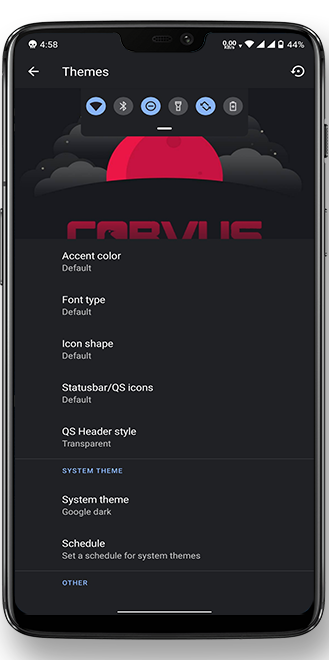 4:58
0.00
KB/s
44%
Themes
CORVUS
Accent color
Default
Font type
Default
Icon shape
Default
Statusbar/QS icons
Default
QS Header style
Transparent
SYSTEM THEME
System theme
Google dark
Schedule
Set a schedule for system themes
OTHER